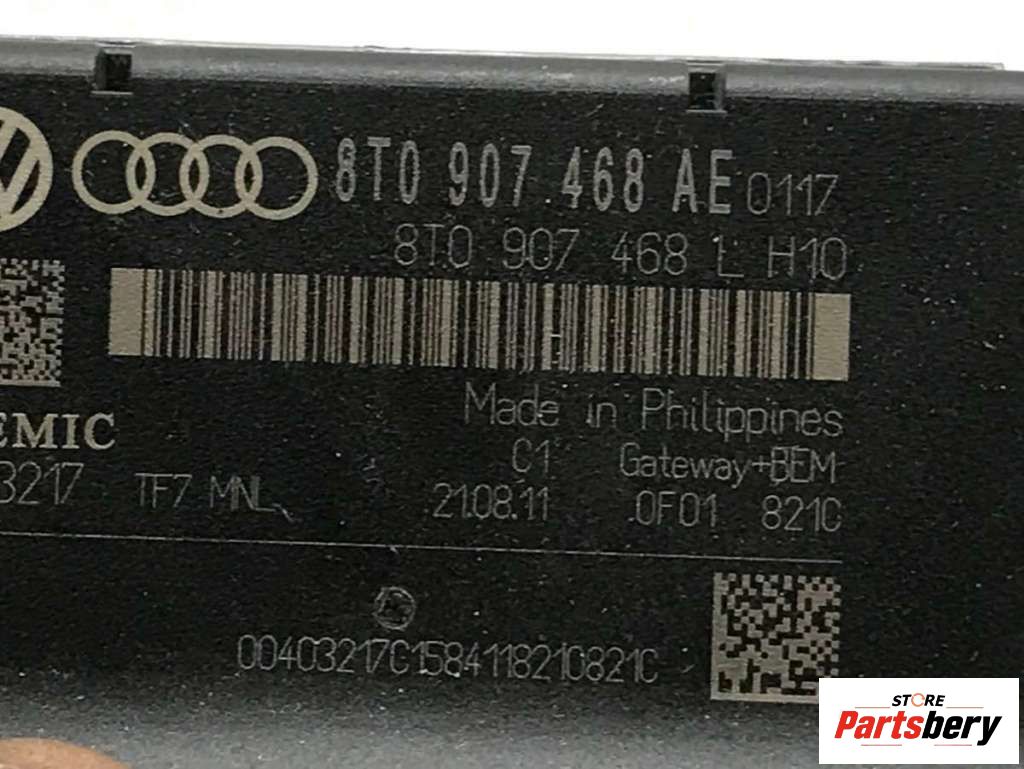 8T0 907 468 AE 0117
8T0 907 468 L H10
Made in Philippines
EMIC
C1 Gateway+BEM
3217 TF7 MNL
21.08.11 0F01 821C
00403217C1584118210821C
STORE
Partsbery